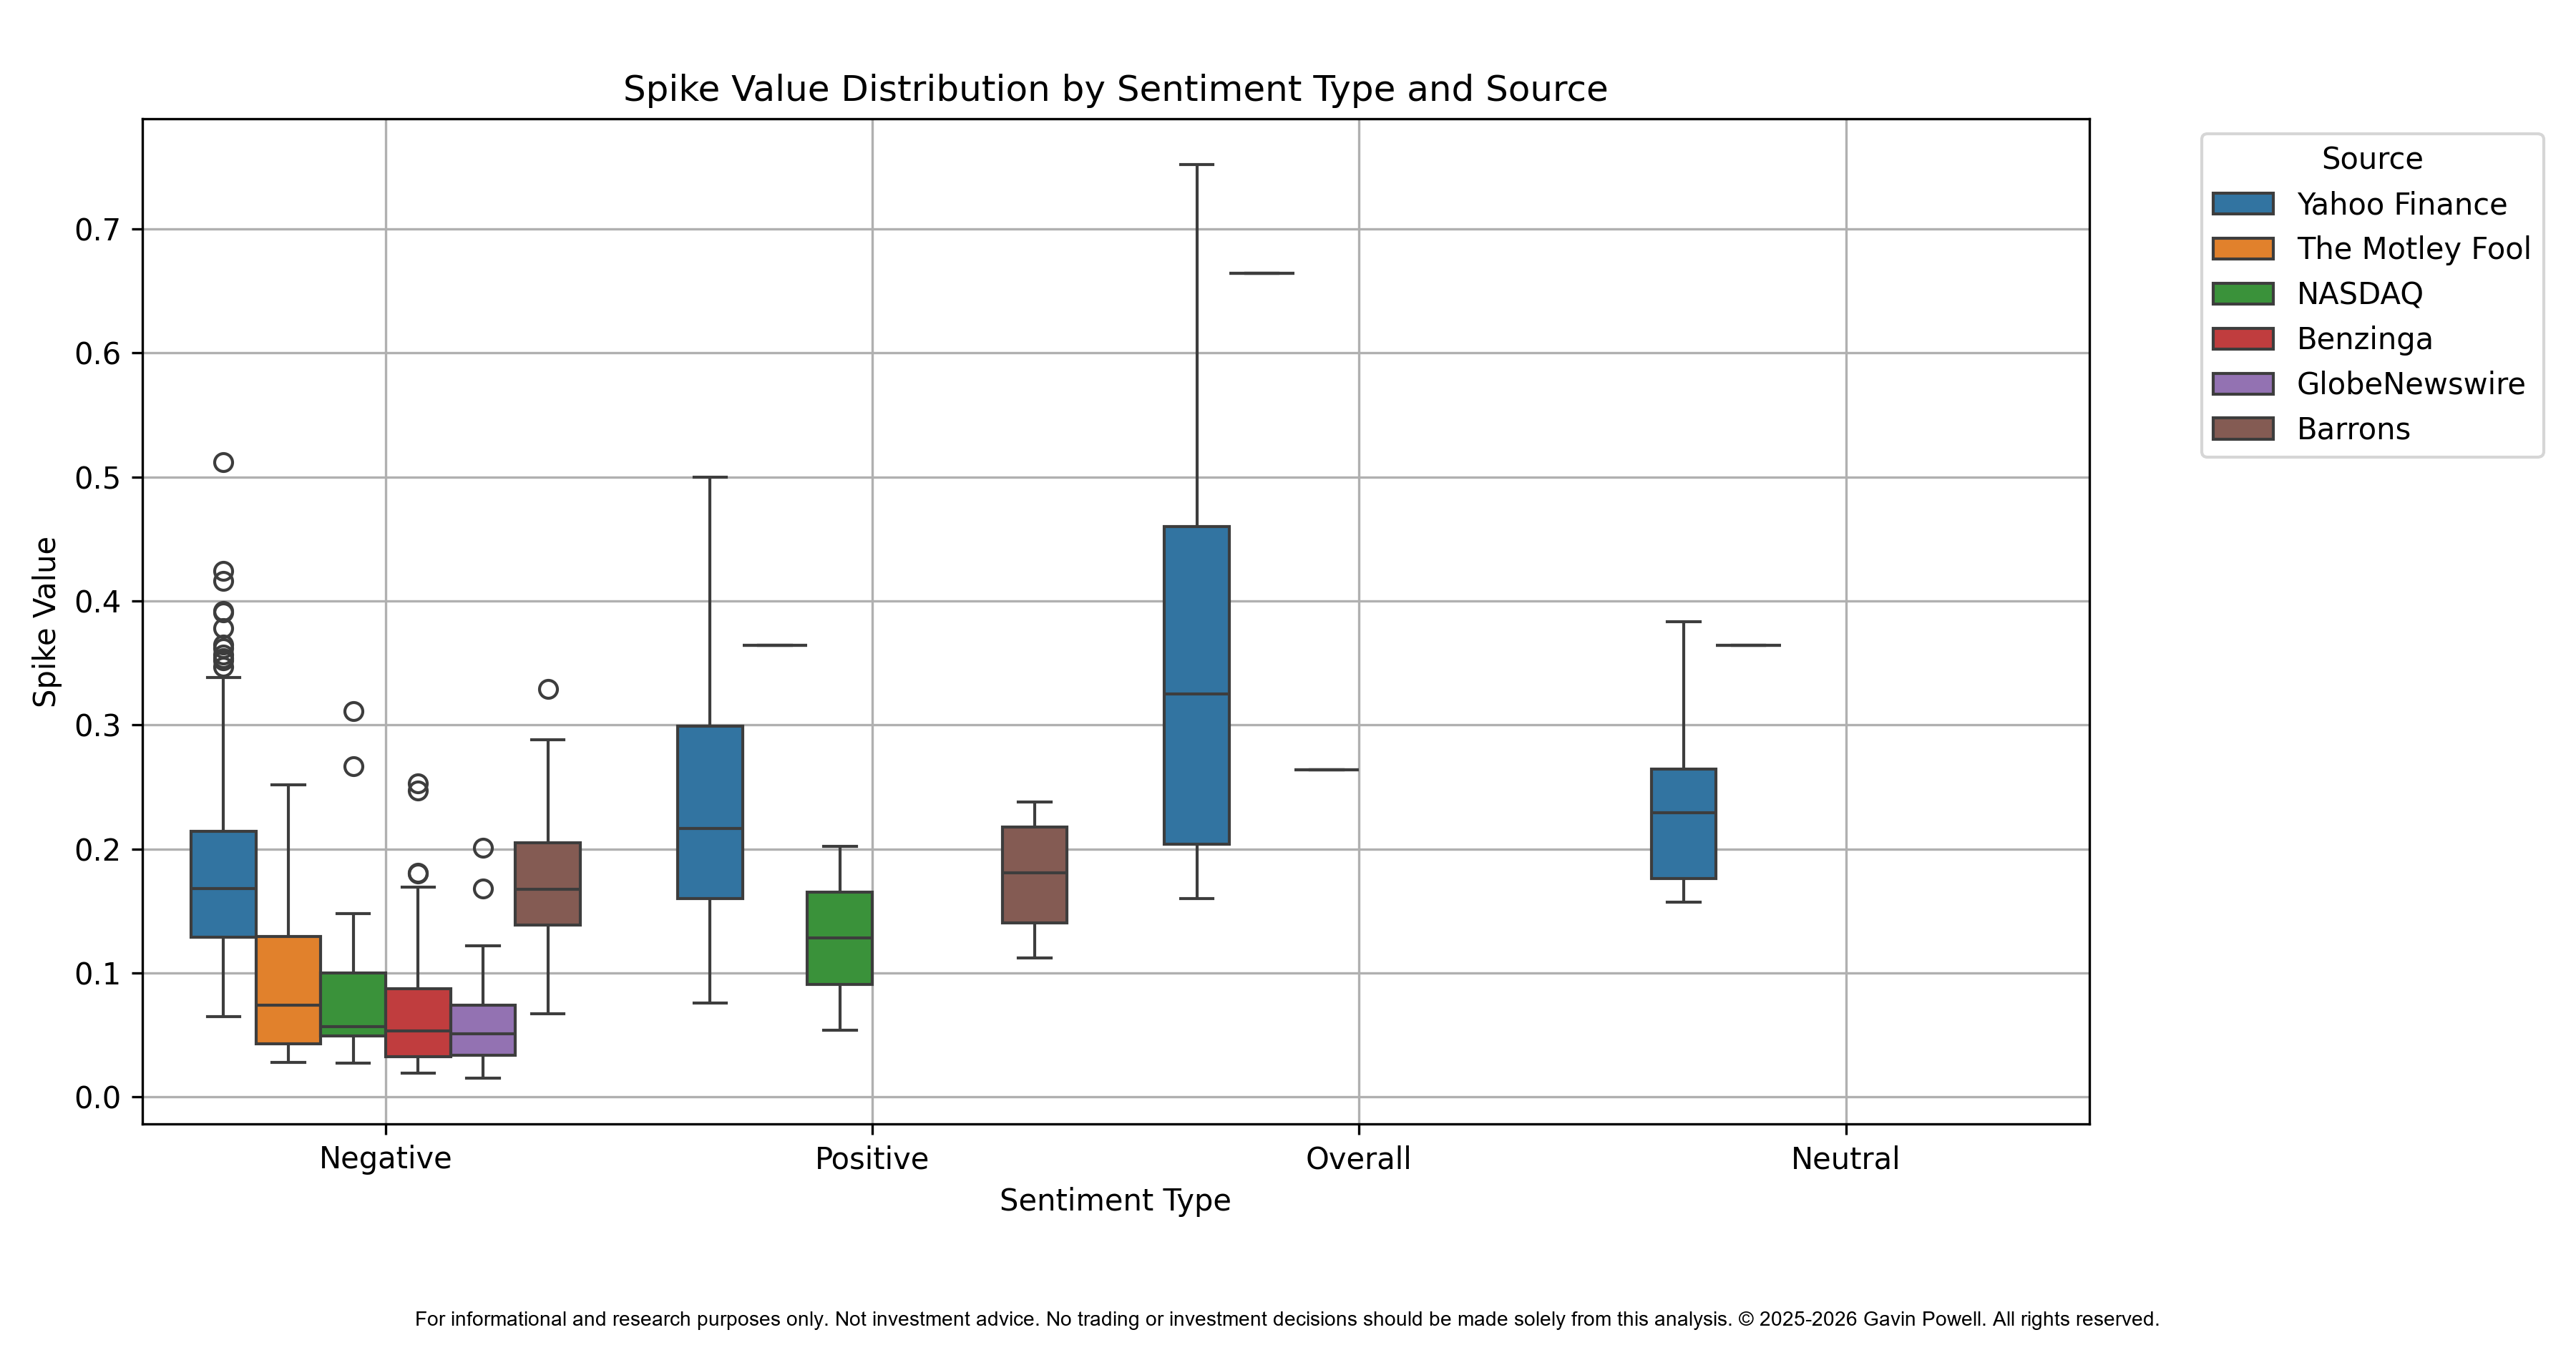 Spike Value Distribution by Sentiment Type and Source
Spike Value
0.7
0.6
0.5
0.4
0.3
0.2
0.1
0.0
Negative
Positive
Overall
Neutral
Sentiment Type
Source
Yahoo Finance
The Motley Fool
NASDAQ
Benzinga
GlobeNewswire
Barrons
For informational and research purposes only. Not investment advice. No trading or investment decisions should be made solely from this analysis. © 2025-2026 Gavin Powell. All rights reserved.